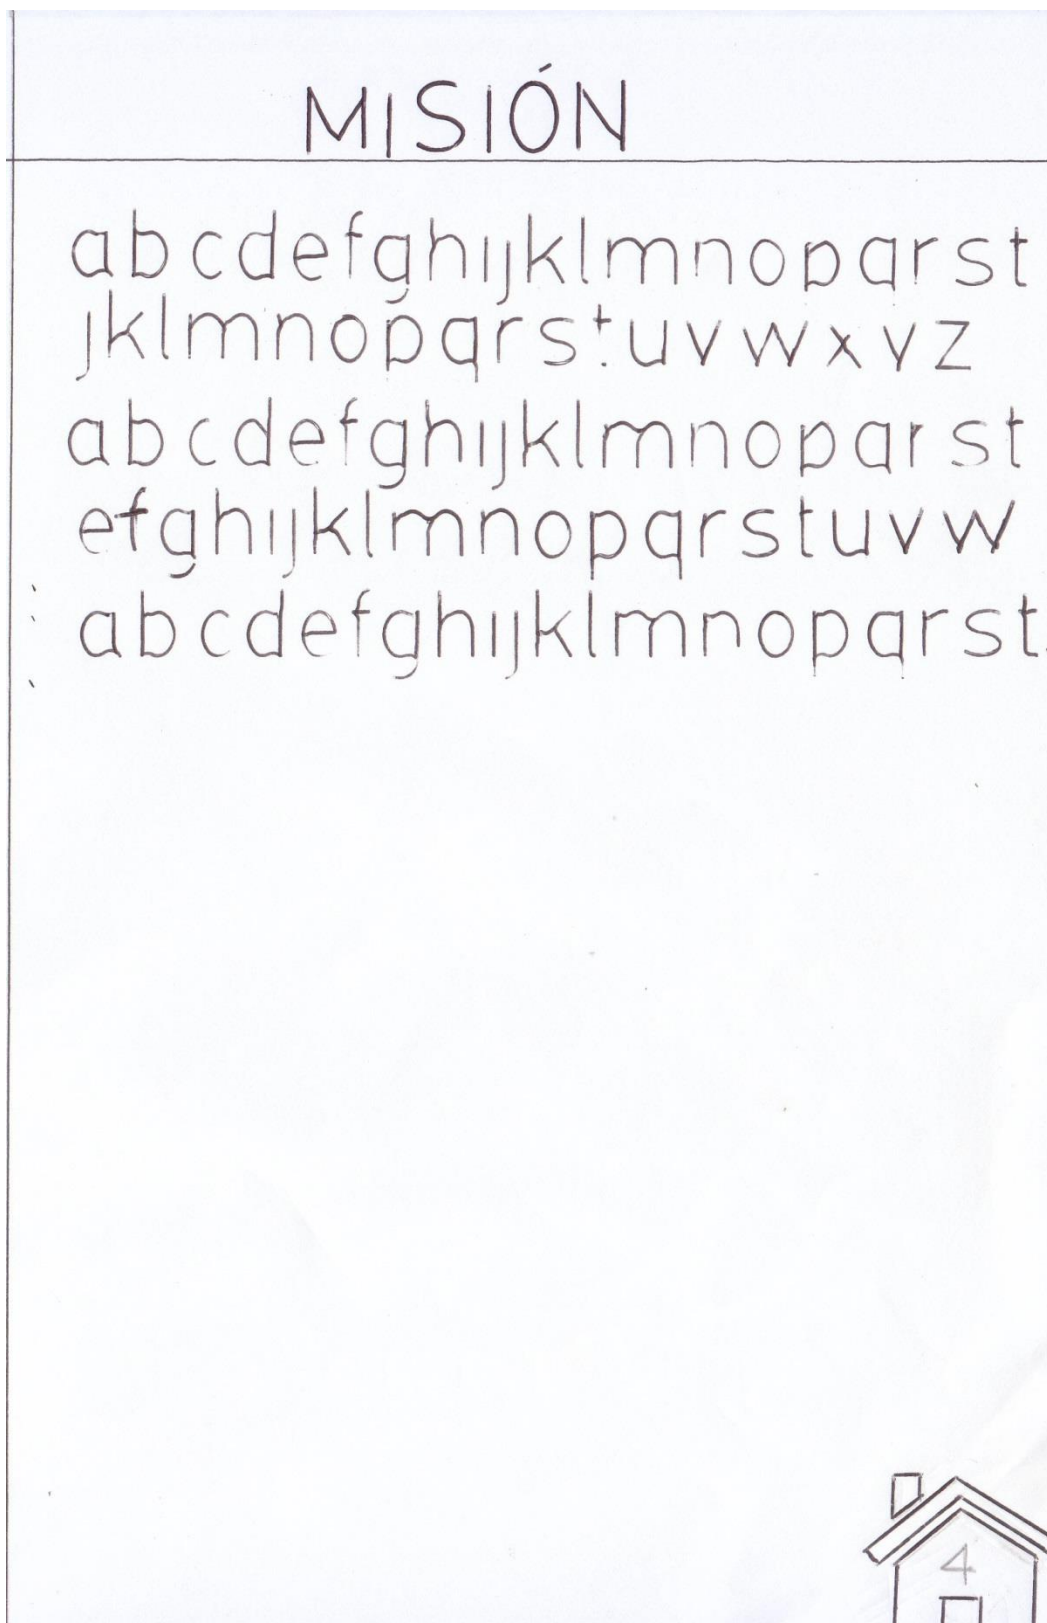 MISIÓN
abcdefghijklmnopqrst
jklmnopqrstuvwxyz
abcdefghijklmnopqrst
efghijklmnopqrstuvw
abcdefghijklmnopqrst
4